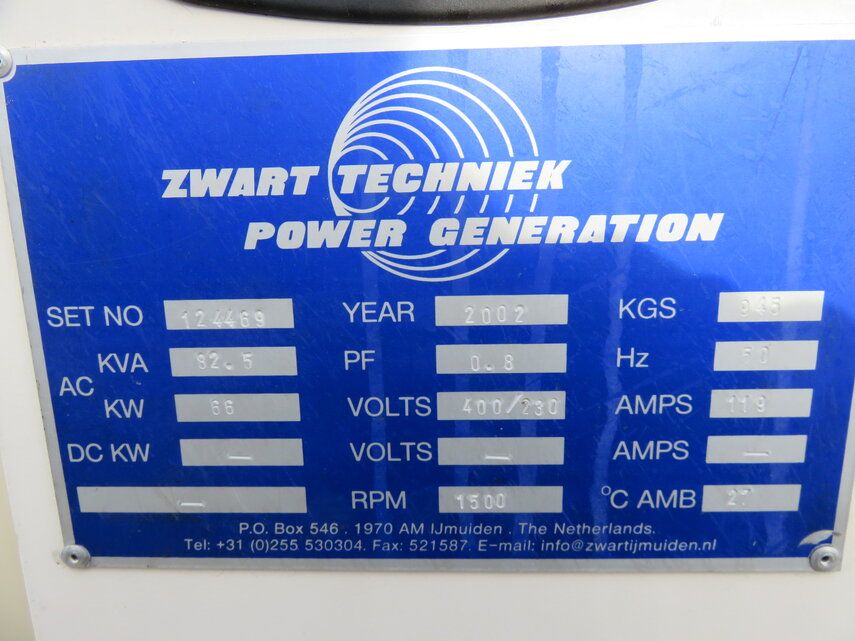 ZWART TECHNIEK
POWER GENERATION
SET NO 124469 YEAR 2002 KGS 945
AC KVA 82.5 PF 0.8 Hz 50
KW 66 VOLTS 400/230 AMPS 119
DC KW — VOLTS — AMPS —
— RPM 1500 °C AMB 27
P.O. Box 546 . 1970 AM IJmuiden . The Netherlands.
Tel: +31 (0)255 530304. Fax: 521587. E-mail: info@zwartijmuiden.nl